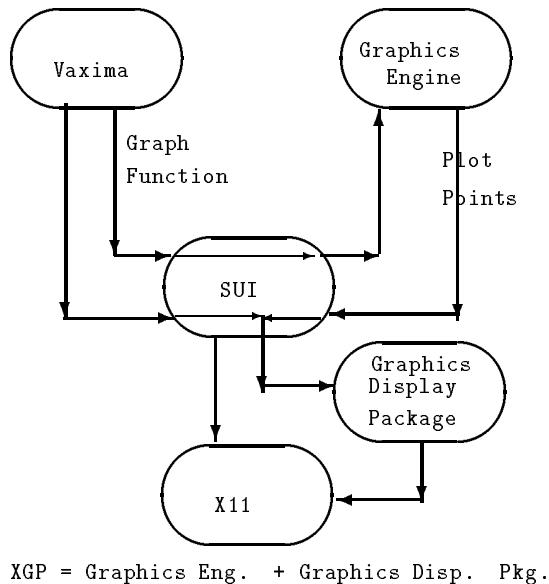 Vaxima
Graphics
Engine
Graph
Function
Plot
Points
SUI
Graphics
Display
Package
X11
XGP = Graphics Eng. + Graphics Disp. Pkg.